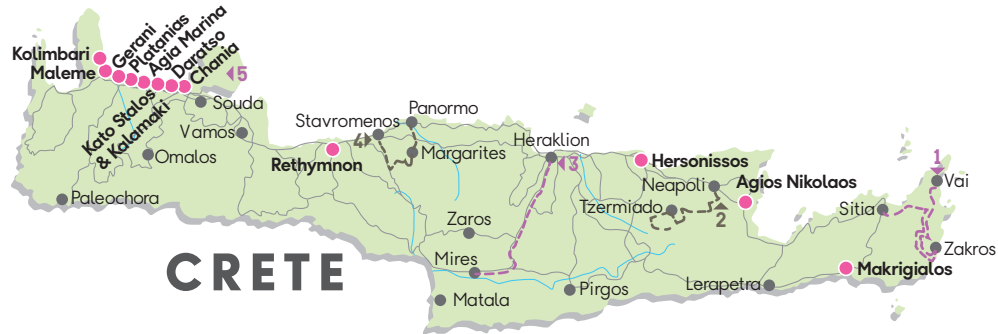 Kolimbari
Maleme
Gerani
Platanias
Agia Marina
Daratso
Chania
Kato Stalos
& Kalamaki
5
Souda
Vamos
Omalos
Paleochora
Stavromenos
Panormo
4
Margarites
Rethymnon
Heraklion
3
Hersonissos
Neapoli
Agios Nikolaos
Tzermiado
2
1
Vai
Sitia
Zakros
Zaros
Mires
Makrigialos
CRETE
Matala
Pirgos
Lerapetra